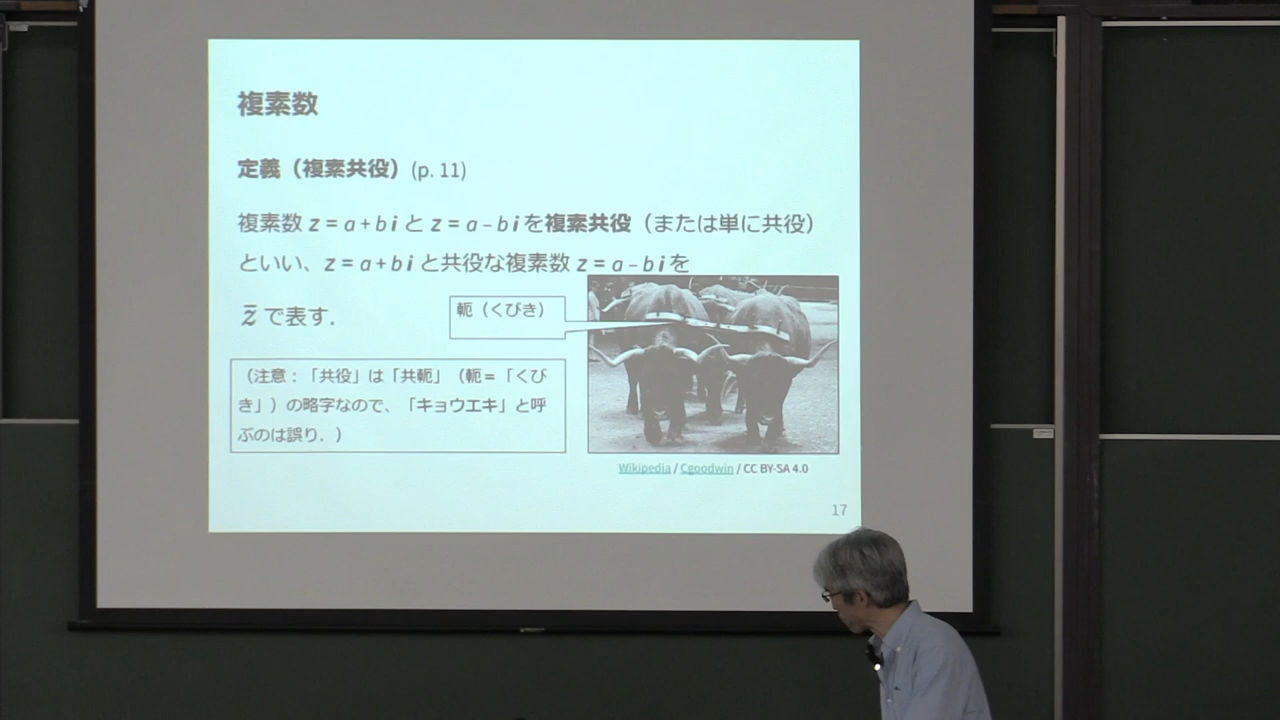 複素数
定義（複素共役）(p. 11)
複素数 z = a + bi と z = a − bi を複素共役（または単に共役）
といい、z = a + bi と共役な複素数 z = a − bi を
z̄ で表す.
軛（くびき）
（注意：「共役」は「共軛」（軛＝「くび
き」）の略字なので、「キョウエキ」と呼
ぶのは誤り．）
Wikipedia / Cgoodwin / CC BY-SA 4.0
17